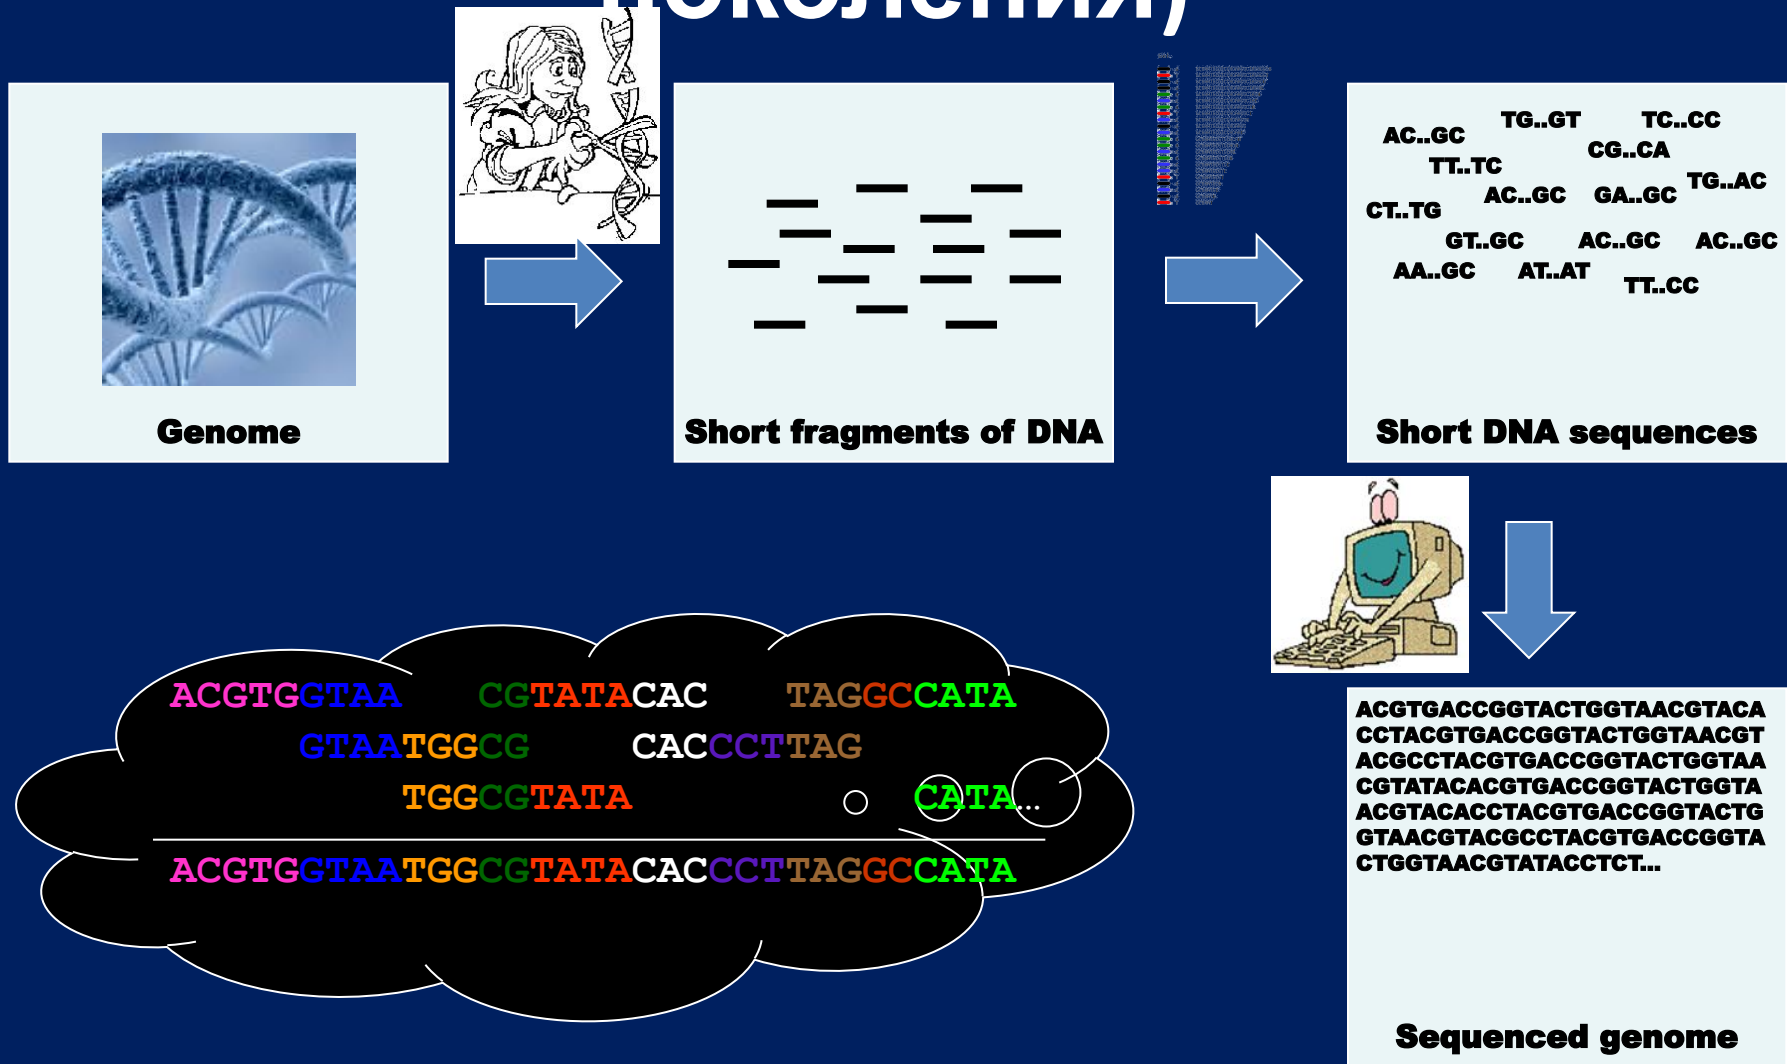 поколения)
Genome
Short fragments of DNA
TG..GT TC..CC
AC..GC
CG..CA
TT..TC
TG..AC
AC..GC GA..GC
CT..TG
GT..GC AC..GC AC..GC
AA..GC AT..AT
TT..CC
Short DNA sequences
ACGTGGTAA CGTATACAC TAGGCCATA
GTAATGGCG CACCCTTAG
TGGCGTATA CATA...
ACGTGGTAATGGCGTATACACCCTTAGGCCATA
ACGTGACCGGTACTGGTAACGTACA
CCTACGTGACCGGTACTGGTAACGT
ACGCCTACGTGACCGGTACTGGTAA
CGTATACACGTGACCGGTACTGGTA
ACGTACACCTACGTGACCGGTACTG
GTAACGTACGCCTACGTGACCGGTA
CTGGTAACGTATACCTCT...
Sequenced genome